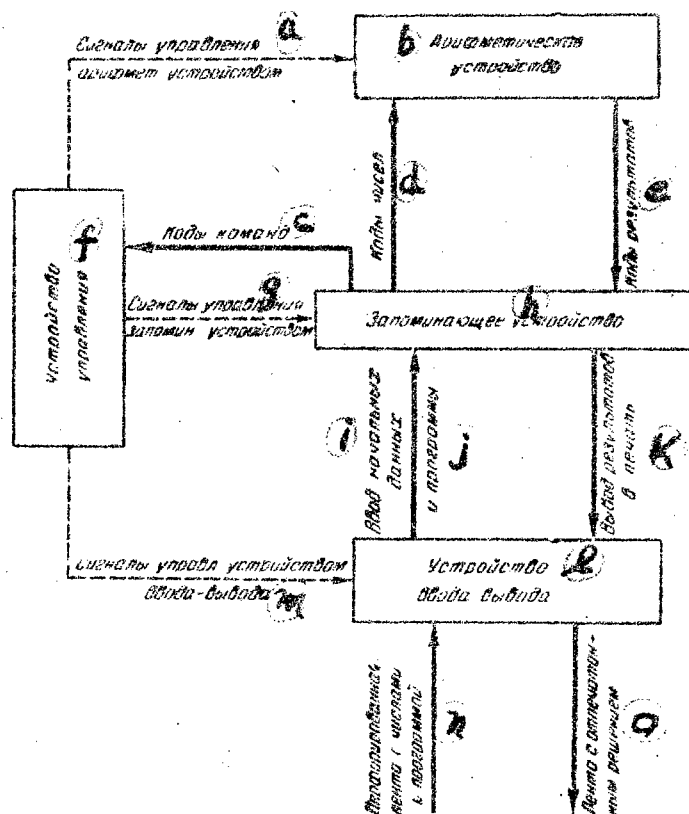 Сигналы управления
арифмет устройством
a
b
Арифметическое
устройство
Коды чисел
d
Коды результатов
e
Коды команд
c
Устройство
управления
f
Сигналы управления
запомин устройством
g
Запоминающее устройство
h
i
Ввод начальных
данных
и программы
j
Вывод результатов
в печать
k
Сигналы управл устройством
ввода-вывода
m
Устройство
ввода вывода
l
лента с числами
и программой
n
Лента с отпечатан-
ным решением
o